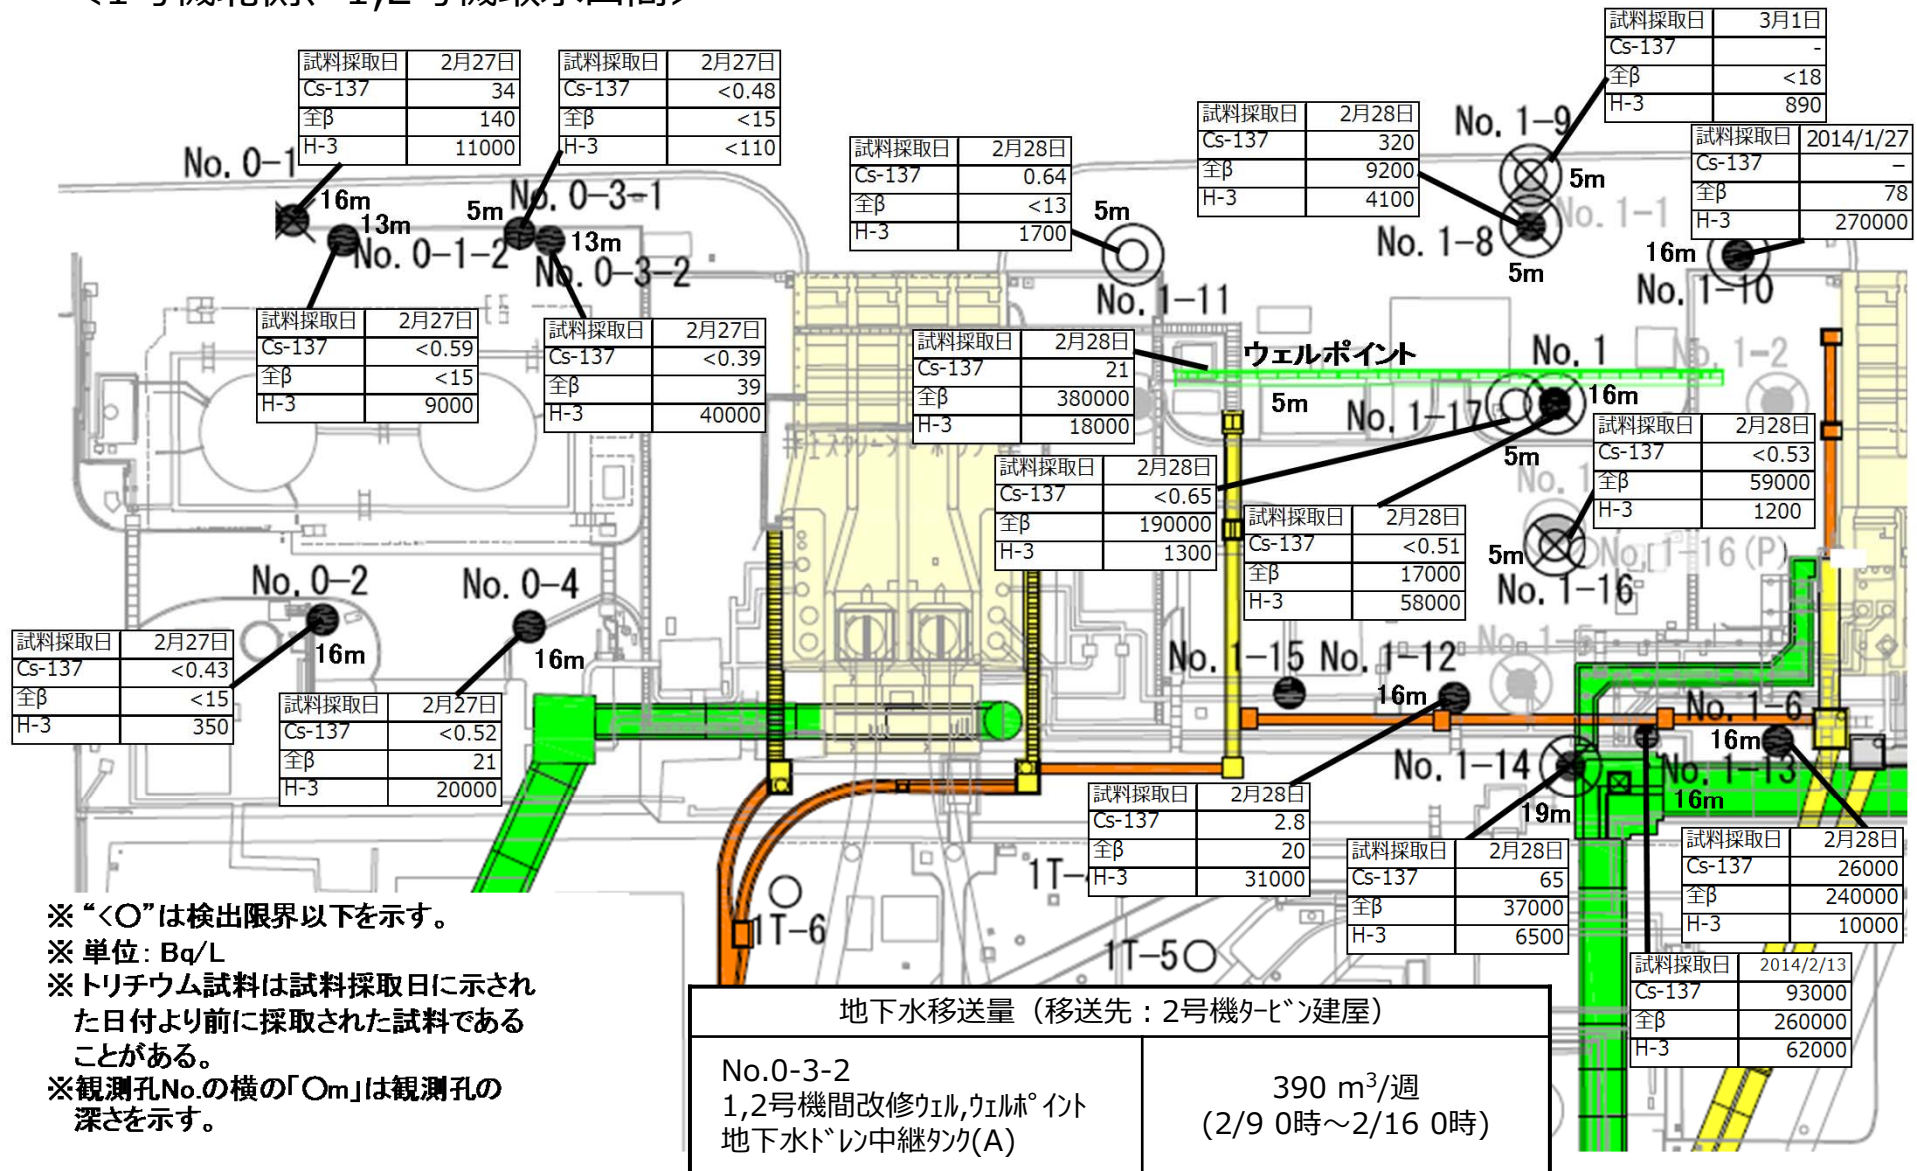 試料採取日 3月1日
Cs-137 -
全β <18
H-3 890
試料採取日 2月27日
Cs-137 34
全β 140
H-3 11000
試料採取日 2月27日
Cs-137 <0.48
全β <15
H-3 <110
試料採取日 2月28日
Cs-137 320
全β 9200
H-3 4100
No. 1-9
5m
試料採取日 2014/1/27
Cs-137 –
全β 78
H-3 270000
試料採取日 2月28日
Cs-137 0.64
全β <13
H-3 1700
No. 0-1
16m
13m
No. 0-1-2
No. 0-3-1
5m
13m
No. 0-3-2
5m
No. 1-11
No. 1-1
No. 1-8
5m
16m
No. 1-10
試料採取日 2月27日
Cs-137 <0.59
全β <15
H-3 9000
試料採取日 2月27日
Cs-137 <0.39
全β 39
H-3 40000
試料採取日 2月28日
Cs-137 21
全β 380000
H-3 18000
ウェルポイント
5m
No. 1
16m
No. 1-2
No. 1-17
5m
試料採取日 2月28日
Cs-137 <0.53
全β 59000
H-3 1200
試料採取日 2月28日
Cs-137 <0.65
全β 190000
H-3 1300
試料採取日 2月28日
Cs-137 <0.51
全β 17000
H-3 58000
5m
No. 1-16(P)
No. 1-16
No. 0-2
16m
No. 0-4
16m
試料採取日 2月27日
Cs-137 <0.43
全β <15
H-3 350
試料採取日 2月27日
Cs-137 <0.52
全β 21
H-3 20000
No. 1-15
No. 1-12
16m
No. 1-5
No. 1-6
16m
No. 1-14
19m
No. 1-13
16m
試料採取日 2月28日
Cs-137 2.8
全β 20
H-3 31000
試料採取日 2月28日
Cs-137 65
全β 37000
H-3 6500
試料採取日 2月28日
Cs-137 26000
全β 240000
H-3 10000
試料採取日 2014/2/13
Cs-137 93000
全β 260000
H-3 62000
1T-6
1T-5
※ “<○”は検出限界以下を示す。
※ 単位: Bq/L
※ トリチウム試料は試料採取日に示され
た日付より前に採取された試料である
ことがある。
※観測孔No.の横の「○m」は観測孔の
深さを示す。
地下水移送量（移送先：2号機ﾀｰﾋﾞﾝ建屋）
No.0-3-2
1,2号機間改修ｳｪﾙ,ｳｪﾙﾎﾟｲﾝﾄ
地下水ﾄﾞﾚﾝ中継ﾀﾝｸ(A)
390 m³/週
(2/9 0時～2/16 0時)